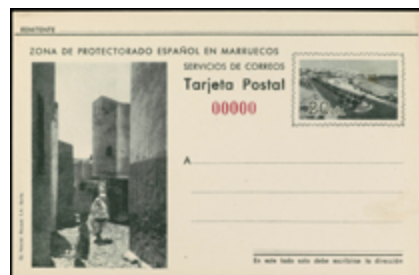 REMITENTE
ZONA DE PROTECTORADO ESPAÑOL EN MARRUECOS
SERVICIOS DE CORREOS
Tarjeta Postal
00000
20
A
En este lado solo debe escribirse la dirección